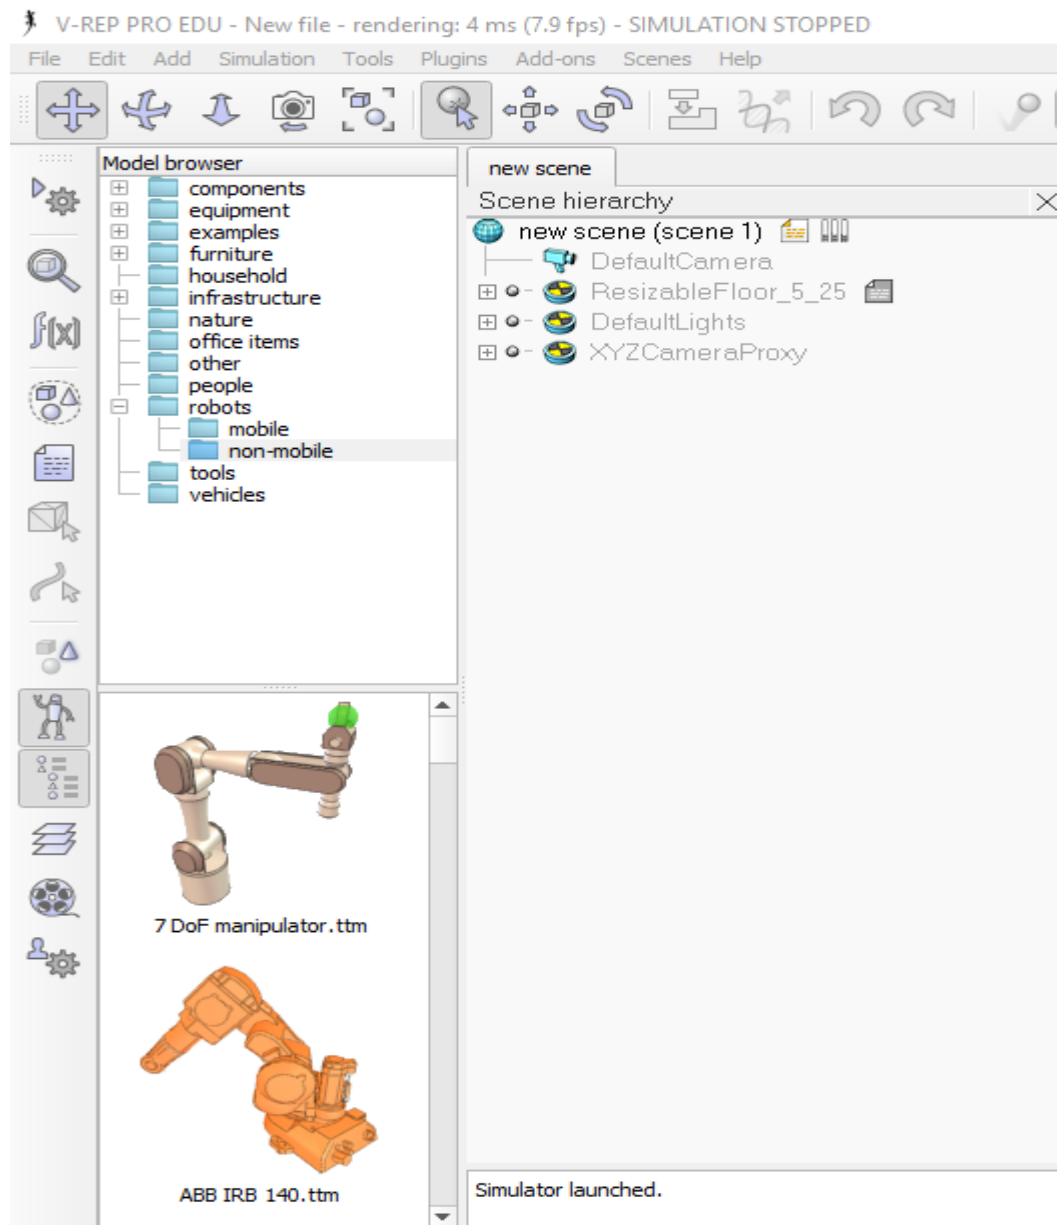 V-REP PRO EDU - New file - rendering: 4 ms (7.9 fps) - SIMULATION STOPPED
File Edit Add Simulation Tools Plugins Add-ons Scenes Help
Model browser
components
equipment
examples
furniture
household
infrastructure
nature
office items
other
people
robots
mobile
non-mobile
tools
vehicles
7 DoF manipulator.ttm
ABB IRB 140.ttm
new scene
Scene hierarchy
new scene (scene 1)
DefaultCamera
ResizableFloor_5_25
DefaultLights
XYZCameraProxy
Simulator launched.
f(x)